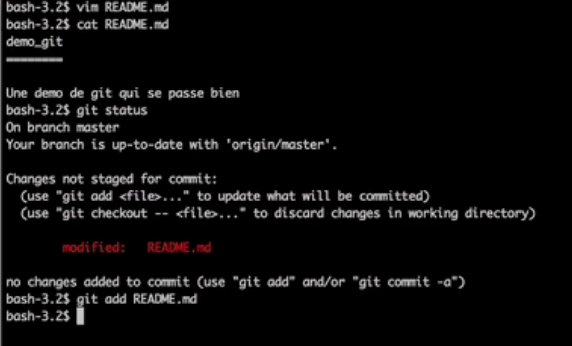 bash-3.2$ vim README.md
bash-3.2$ cat README.md
demo_git
========
Une demo de git qui se passe bien
bash-3.2$ git status
On branch master
Your branch is up-to-date with 'origin/master'.
Changes not staged for commit:
(use "git add <file>..." to update what will be committed)
(use "git checkout -- <file>..." to discard changes in working directory)
modified: README.md
no changes added to commit (use "git add" and/or "git commit -a")
bash-3.2$ git add README.md
bash-3.2$